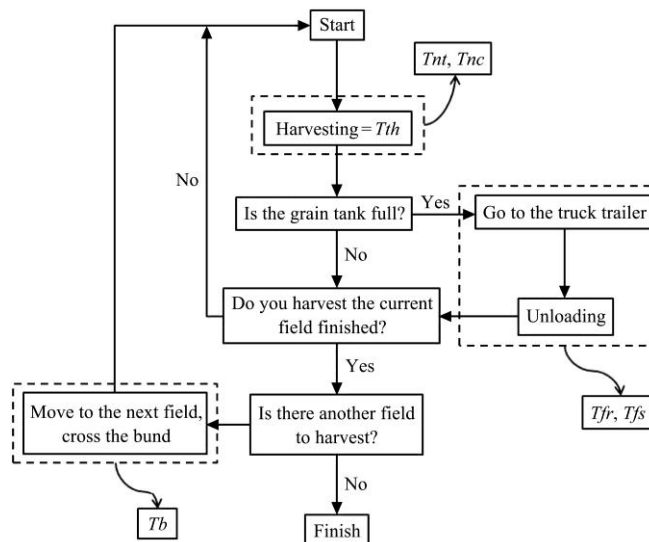 Start
Tnt, Tnc
Harvesting = Tth
No
Is the grain tank full?
Yes
Go to the truck trailer
No
Do you harvest the current
field finished?
Unloading
Yes
Move to the next field,
cross the bund
Is there another field
to harvest?
Tfr, Tfs
No
Tb
Finish